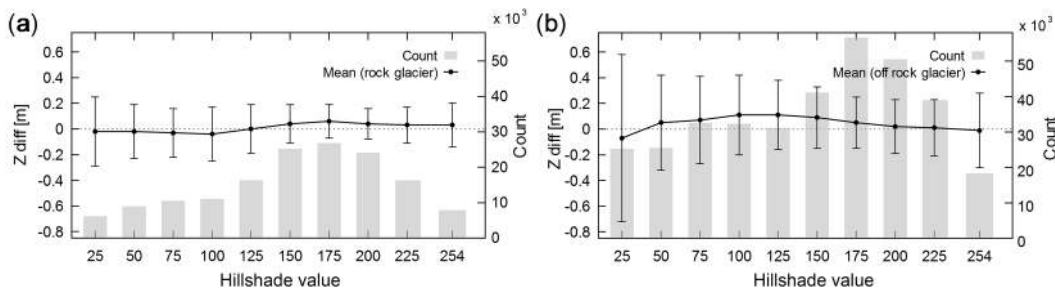 (a)
x 10³
0.6
0.4
0.2
0
-0.2
-0.4
-0.6
-0.8
Z diff [m]
Count
Mean (rock glacier)
50
40
30
20
10
0
Count
25 50 75 100 125 150 175 200 225 254
Hillshade value
(b)
x 10³
0.6
0.4
0.2
0
-0.2
-0.4
-0.6
-0.8
Z diff [m]
Count
Mean (off rock glacier)
50
40
30
20
10
0
Count
25 50 75 100 125 150 175 200 225 254
Hillshade value